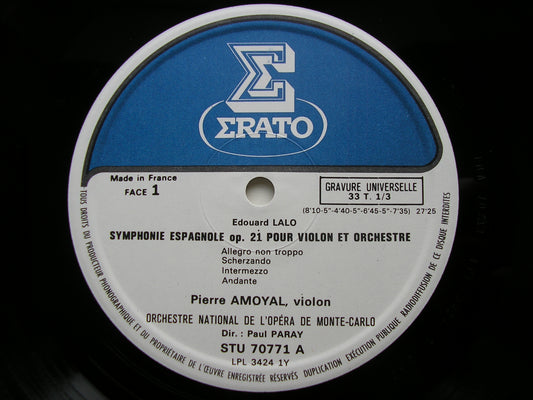 ΣRATO
Made in France
FACE 1
GRAVURE UNIVERSELLE
33 T. 1/3
(8'10-5"-4'40-5"-6'45-5"-7'35) 27'25
Edouard LALO
SYMPHONIE ESPAGNOLE op. 21 POUR VIOLON ET ORCHESTRE
Allegro non troppo
Scherzando
Intermezzo
Andante
Pierre AMOYAL, violon
ORCHESTRE NATIONAL DE L'OPÉRA DE MONTE-CARLO
Dir.: Paul PARAY
STU 70771 A
LPL 3424 1Y
TOUS DROITS DU PRODUCTEUR PHONOGRAPHIQUE ET DU PROPRIÉTAIRE DE L'ŒUVRE ENREGISTRÉE RÉSERVÉS DUPLICATION EXÉCUTION PUBLIQUE RADIODIFFUSION DE CE DISQUE INTERDITES